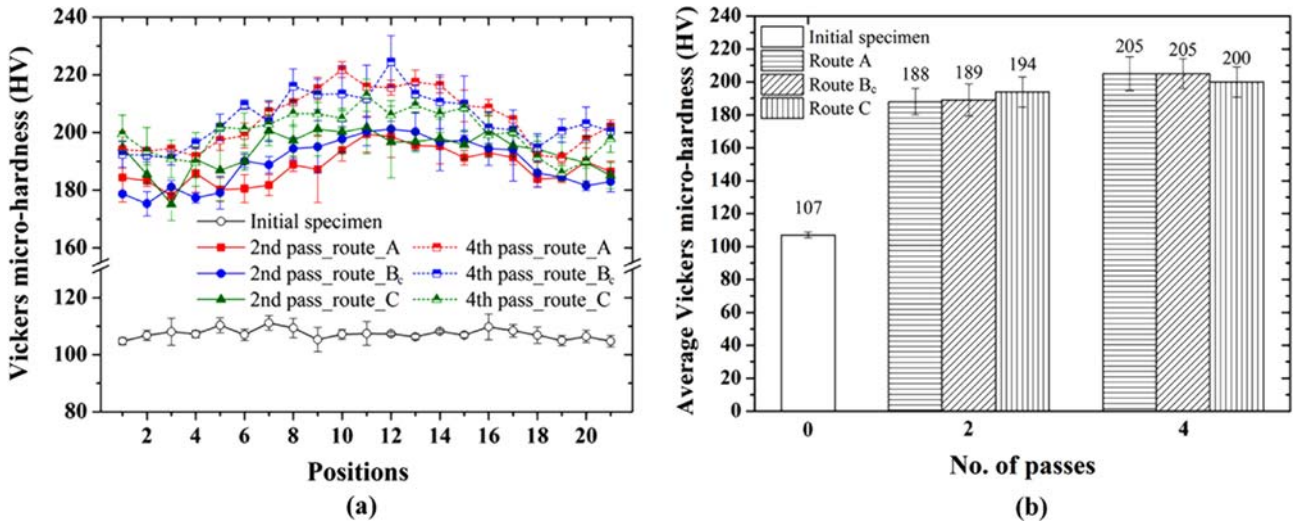 Vickers micro-hardness (HV)
240
220
200
180
160
110
100
80
Initial specimen
2nd pass_route_A
4th pass_route_A
2nd pass_route_Bc
4th pass_route_Bc
2nd pass_route_C
4th pass_route_C
2 4 6 8 10 12 14 16 18 20
Positions
(a)
Average Vickers micro-hardness (HV)
240
220
200
180
160
140
120
100
80
60
40
20
0
Initial specimen
Route A
Route Bc
Route C
107
188 189 194
205 205 200
0 2 4
No. of passes
(b)